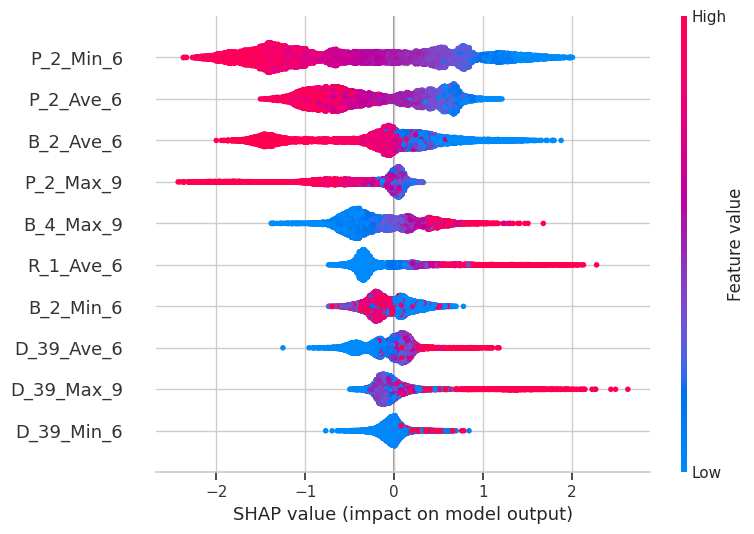 High
P_2_Min_6
P_2_Ave_6
B_2_Ave_6
P_2_Max_9
B_4_Max_9
R_1_Ave_6
B_2_Min_6
D_39_Ave_6
D_39_Max_9
D_39_Min_6
Feature value
Low
−2 −1 0 1 2
SHAP value (impact on model output)